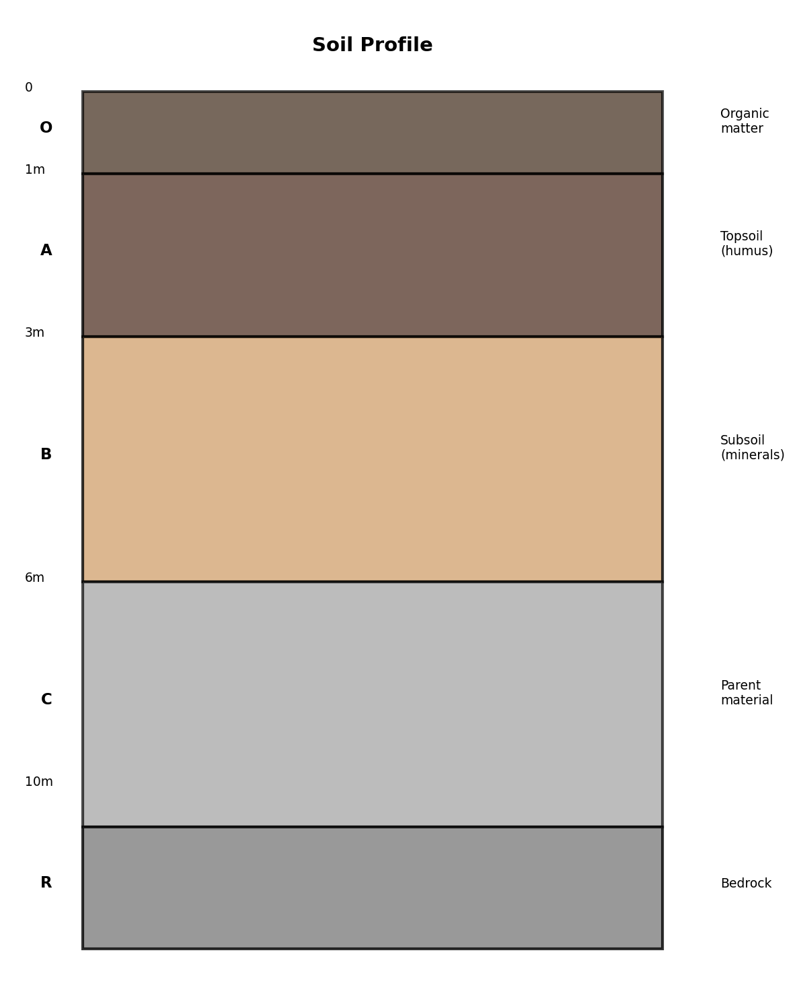 Soil Profile
0
O
Organic
matter
1m
A
Topsoil
(humus)
3m
B
Subsoil
(minerals)
6m
C
Parent
material
10m
R
Bedrock